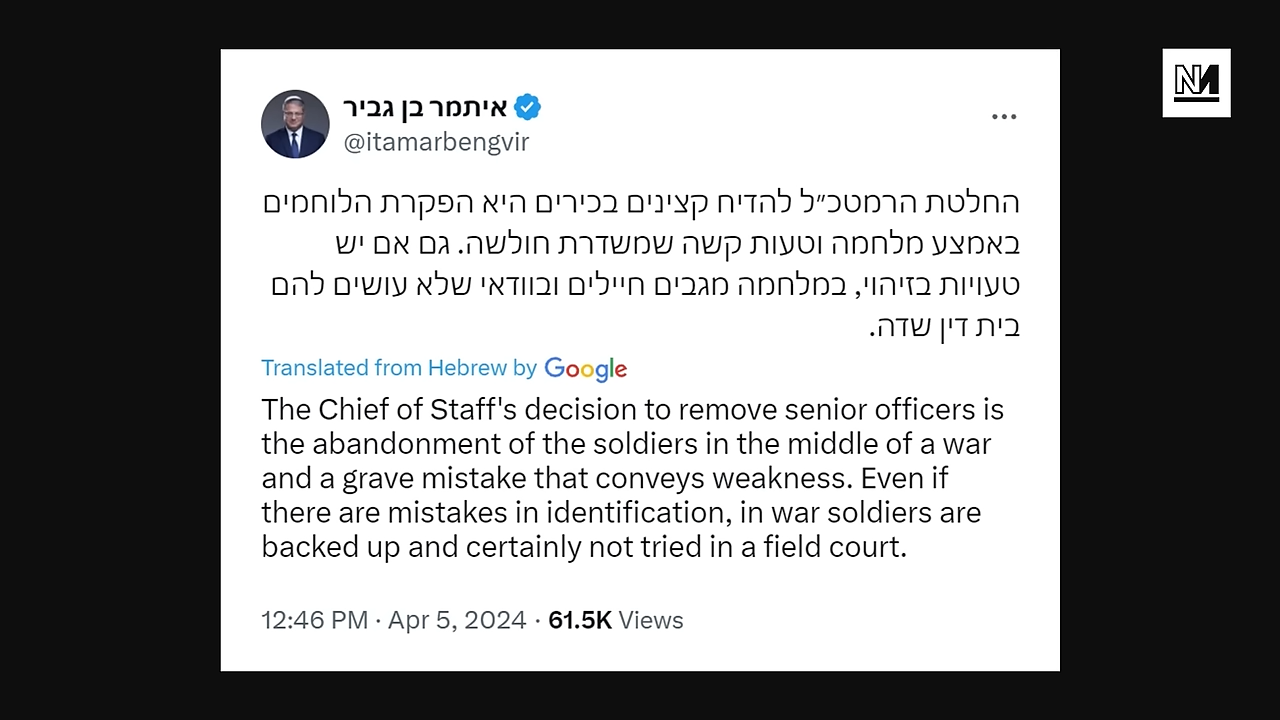 איתמר בן גביר
@itamarbengvir
החלטת הרמטכ״ל להדיח קצינים בכירים היא הפקרת הלוחמים
באמצע מלחמה וטעות קשה שמשדרת חולשה. גם אם יש
טעויות בזיהוי, במלחמה מגבים חיילים ובוודאי שלא עושים להם
בית דין שדה.
Translated from Hebrew by Google
The Chief of Staff's decision to remove senior officers is
the abandonment of the soldiers in the middle of a war
and a grave mistake that conveys weakness. Even if
there are mistakes in identification, in war soldiers are
backed up and certainly not tried in a field court.
12:46 PM · Apr 5, 2024 · 61.5K Views
NM